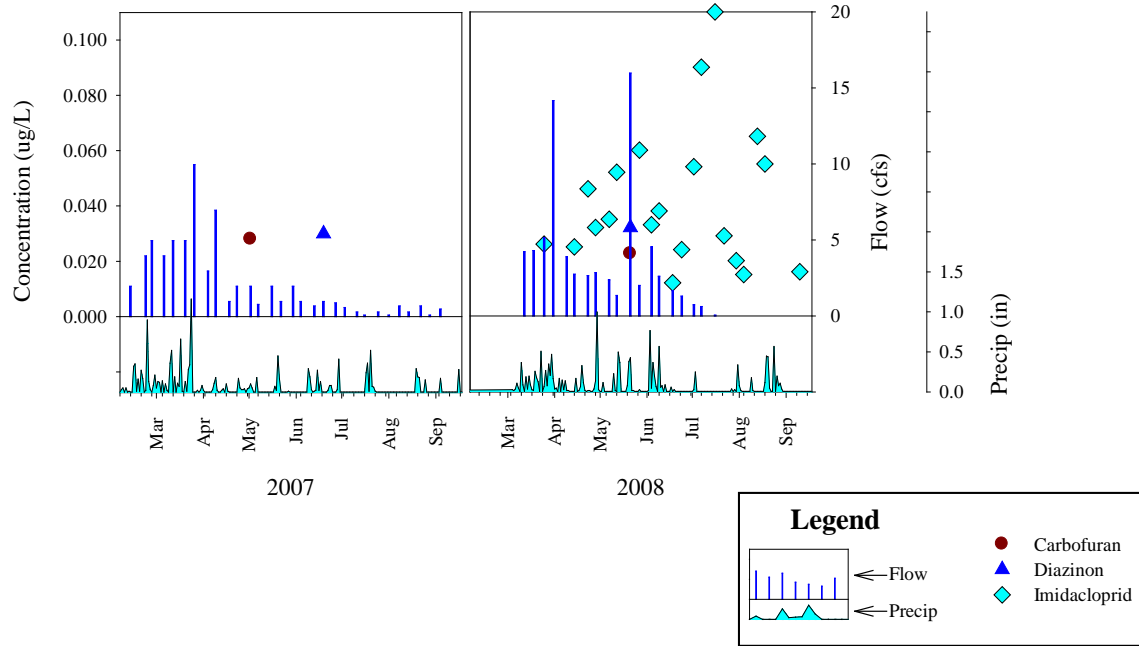 Concentration (ug/L)
0.100
0.080
0.060
0.040
0.020
0.000
20
15
10
5
0
Flow (cfs)
1.5
1.0
0.5
0.0
Precip (in)
Mar Apr May Jun Jul Aug Sep
Mar Apr May Jun Jul Aug Sep
2007
2008
Legend
Flow
Precip
Carbofuran
Diazinon
Imidacloprid